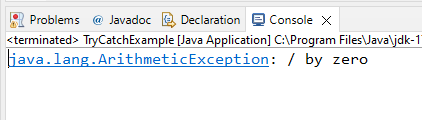 Problems @ Javadoc Declaration Console
<terminated> TryCatchExample [Java Application] C:\Program Files\Java\jdk-1
java.lang.ArithmeticException: / by zero